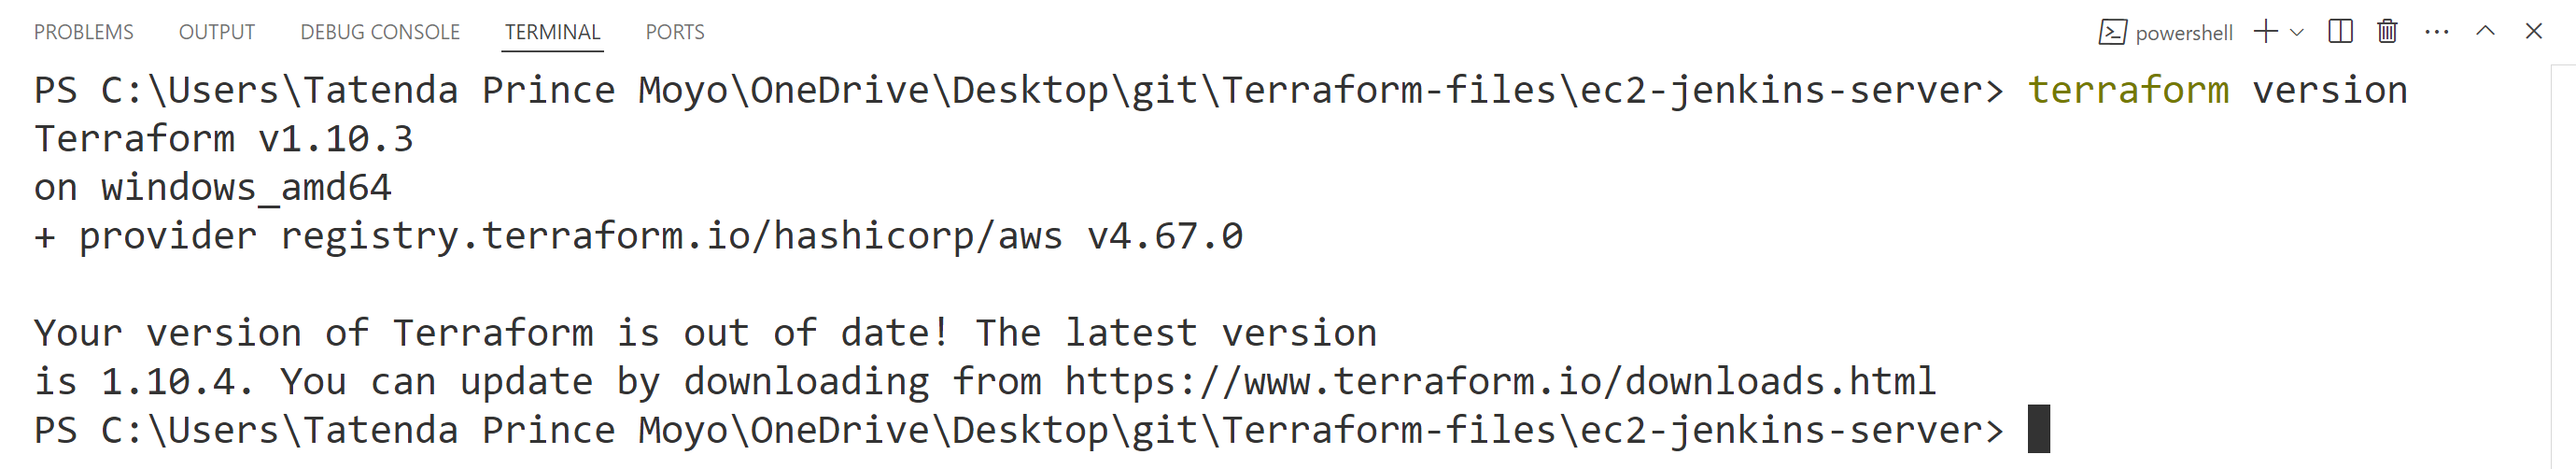 PROBLEMS OUTPUT DEBUG CONSOLE TERMINAL PORTS powershell
PS C:\Users\Tatenda Prince Moyo\OneDrive\Desktop\git\Terraform-files\ec2-jenkins-server> terraform version
Terraform v1.10.3
on windows_amd64
+ provider registry.terraform.io/hashicorp/aws v4.67.0
Your version of Terraform is out of date! The latest version
is 1.10.4. You can update by downloading from https://www.terraform.io/downloads.html
PS C:\Users\Tatenda Prince Moyo\OneDrive\Desktop\git\Terraform-files\ec2-jenkins-server>